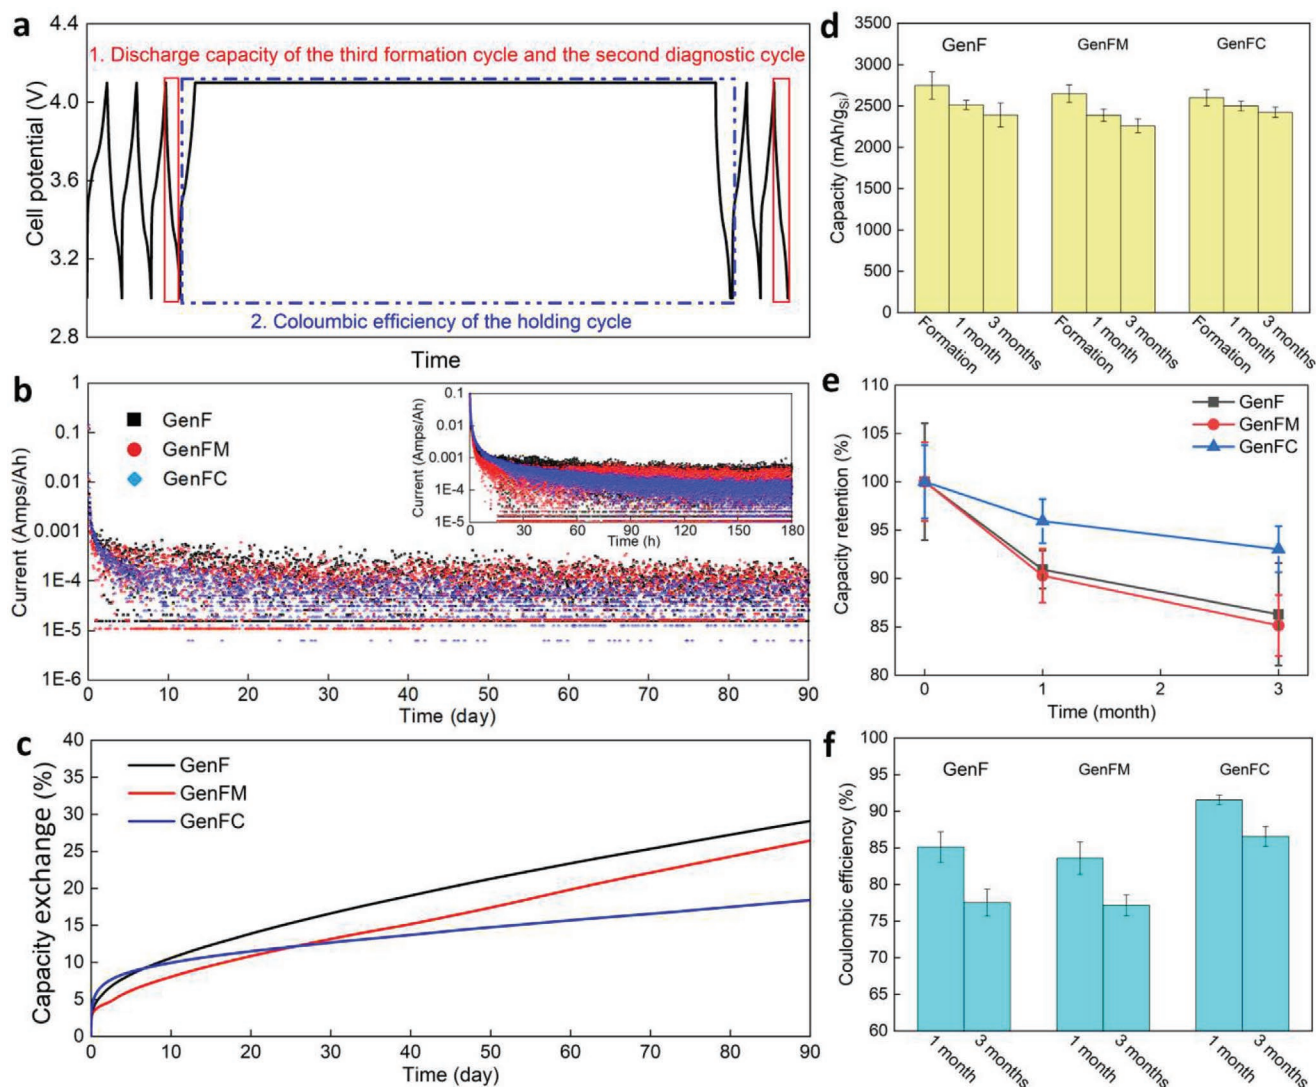 a
4.4
4.0
3.6
3.2
2.8
Cell potential (V)
1. Discharge capacity of the third formation cycle and the second diagnostic cycle
2. Coloumbic efficiency of the holding cycle
Time
b
1
0.1
0.01
0.001
1E-4
1E-5
1E-6
Current (Amps/Ah)
GenF
GenFM
GenFC
0.1
0.01
0.001
1E-4
1E-5
Current (Amps/Ah)
0 30 60 90 120 150 180
Time (h)
0 10 20 30 40 50 60 70 80 90
Time (day)
c
40
35
30
25
20
15
10
5
0
Capacity exchange (%)
GenF
GenFM
GenFC
0 10 20 30 40 50 60 70 80 90
Time (day)
d
3500
3000
2500
2000
1500
1000
500
0
Capacity (mAh/gSi)
GenF GenFM GenFC
Formation 1 month 3 months Formation 1 month 3 months Formation 1 month 3 months
e
110
105
100
95
90
85
80
Capacity retention (%)
GenF
GenFM
GenFC
0 1 2 3
Time (month)
f
100
95
90
85
80
75
70
65
60
Coulombic efficiency (%)
GenF GenFM GenFC
1 month 3 months 1 month 3 months 1 month 3 months